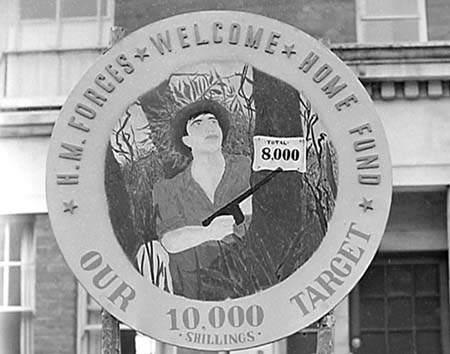 ★ H.M. FORCES ★ WELCOME ★ HOME FUND ★
TOTAL-
8,000
OUR 10,000 TARGET
· SHILLINGS ·